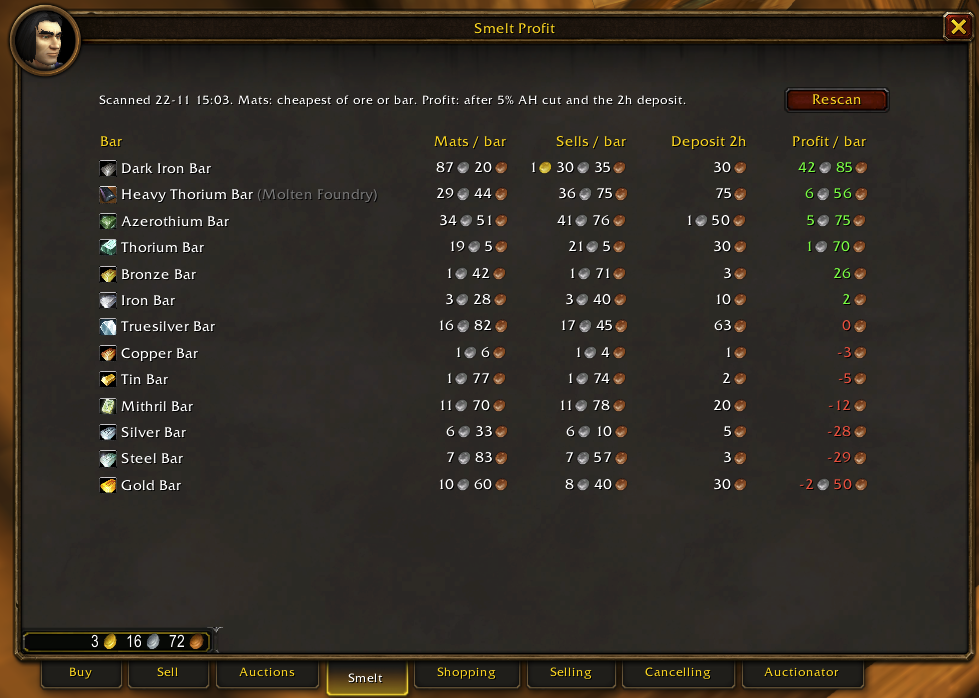 Smelt Profit
Scanned 22-11 15:03. Mats: cheapest of ore or bar. Profit: after 5% AH cut and the 2h deposit.
Rescan
Bar Mats / bar Sells / bar Deposit 2h Profit / bar
Dark Iron Bar 87 20 1 30 35 30 42 85
Heavy Thorium Bar (Molten Foundry) 29 44 36 75 75 6 56
Azerothium Bar 34 51 41 76 1 50 5 75
Thorium Bar 19 5 21 5 30 1 70
Bronze Bar 1 42 1 71 3 26
Iron Bar 3 28 3 40 10 2
Truesilver Bar 16 82 17 45 63 0
Copper Bar 1 6 1 4 1 -3
Tin Bar 1 77 1 74 2 -5
Mithril Bar 11 70 11 78 20 -12
Silver Bar 6 33 6 10 5 -28
Steel Bar 7 83 7 57 3 -29
Gold Bar 10 60 8 40 30 -2 50
3 16 72
Buy Sell Auctions Smelt Shopping Selling Cancelling Auctionator